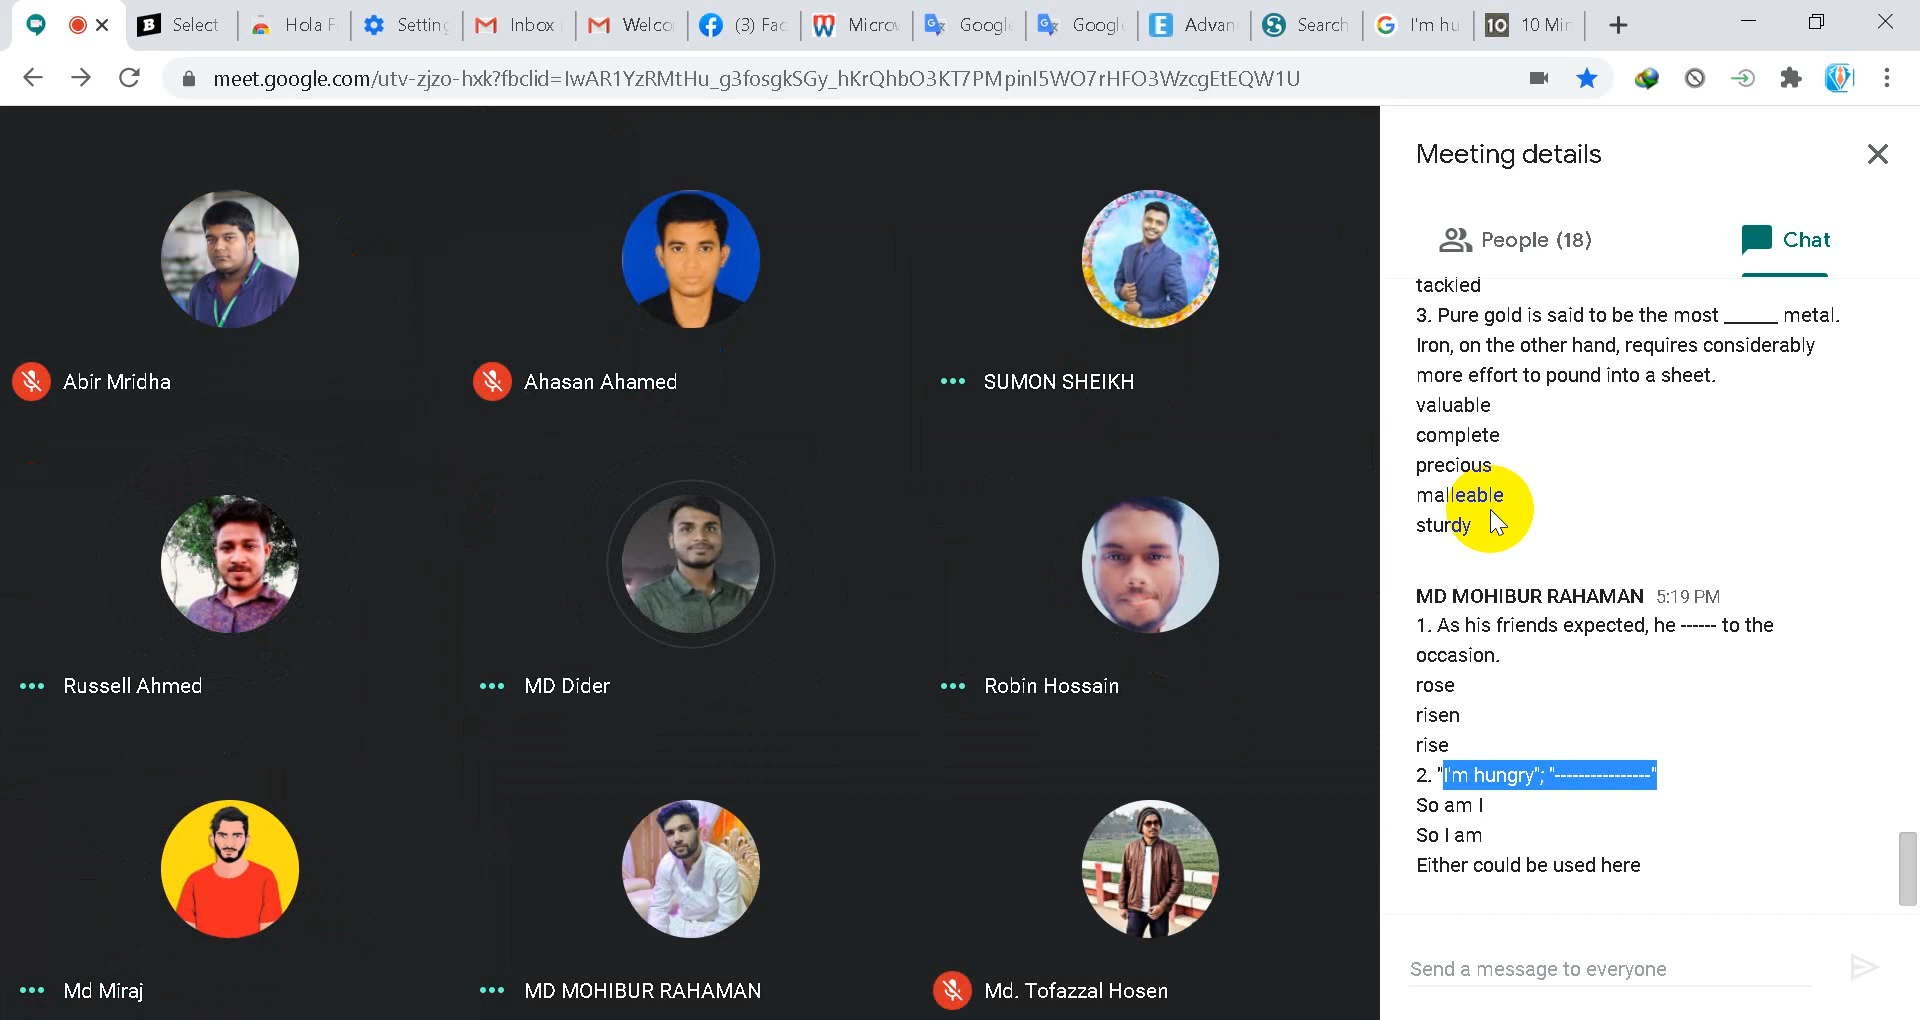 Select
Hola F
Setting
Inbox
Welco
(3) Fac
Micro
Google
Google
Advan
Search
I'm hu
10
10 Min
meet.google.com/utv-zjzo-hxk?fbclid=IwAR1YzRMtHu_g3fosgkSGy_hKrQhbO3KT7PMpinI5WO7rHFO3WzcgEtEQW1U
Abir Mridha
Ahasan Ahamed
SUMON SHEIKH
Russell Ahmed
MD Dider
Robin Hossain
Md Miraj
MD MOHIBUR RAHAMAN
Md. Tofazzal Hosen
Meeting details
People (18)
Chat
tackled
3. Pure gold is said to be the most _____ metal.
Iron, on the other hand, requires considerably
more effort to pound into a sheet.
valuable
complete
precious
malleable
sturdy
MD MOHIBUR RAHAMAN 5:19 PM
1. As his friends expected, he ------ to the
occasion.
rose
risen
rise
2. "I'm hungry"; "----------------"
So am I
So I am
Either could be used here
Send a message to everyone